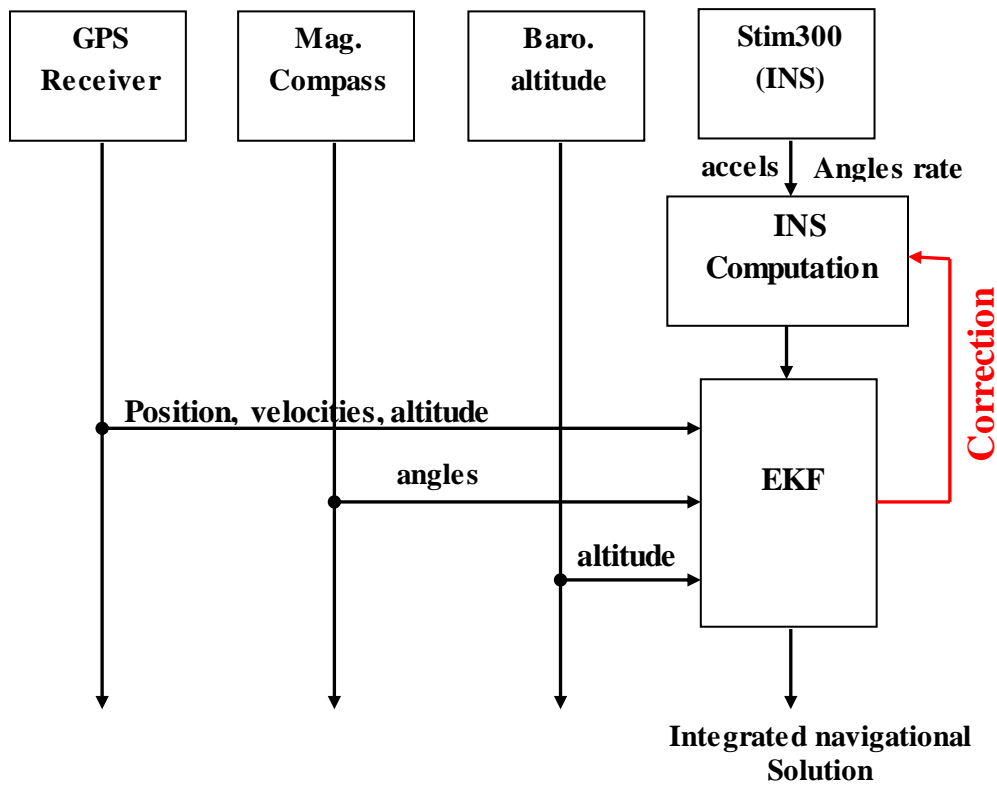 GPS
Receiver
Mag.
Compass
Baro.
altitude
Stim300
(INS)
accels
Angles rate
INS
Computation
Correction
Position, velocities, altitude
angles
EKF
altitude
Integrated navigational
Solution